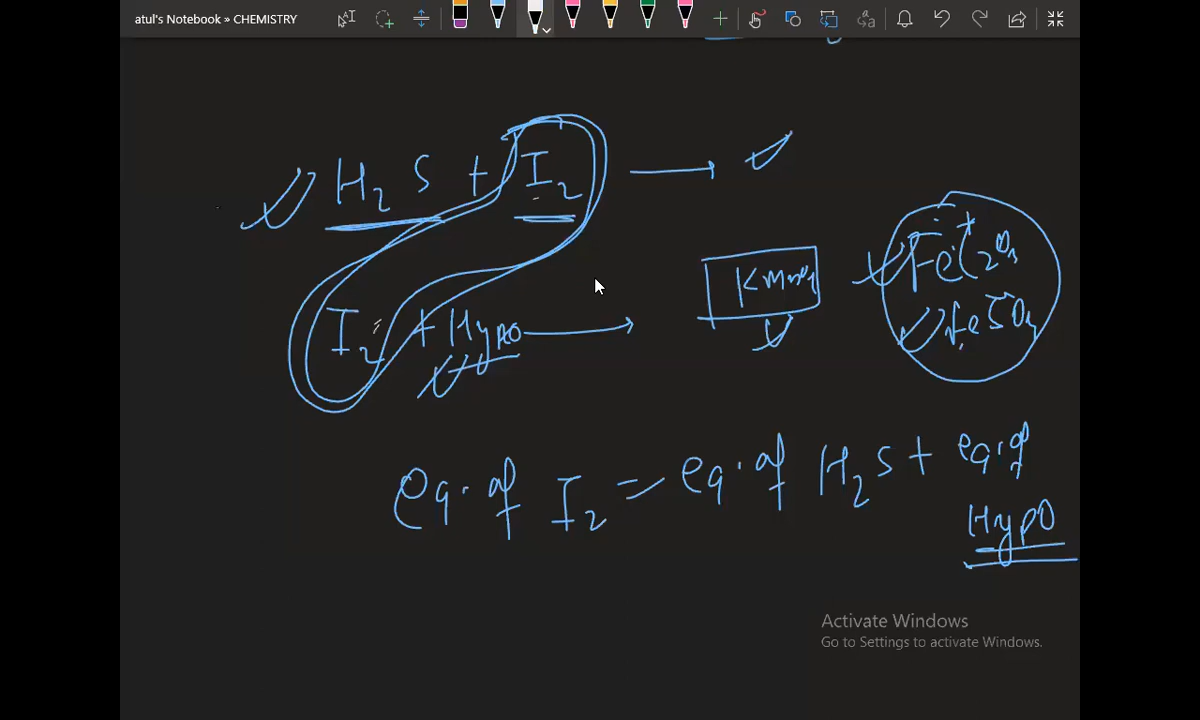 atul's Notebook » CHEMISTRY
H2S + I2 →
I2 + Hypo →
KMnO4
FeC2O4
FeSO4
eq. of I2 = eq. of H2S + eq. of
Hypo
Activate Windows
Go to Settings to activate Windows.